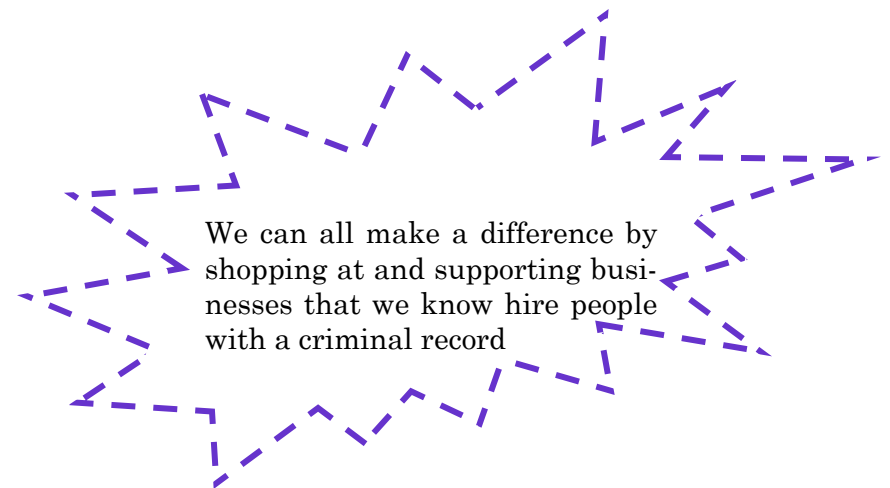 We can all make a difference by
shopping at and supporting busi-
nesses that we know hire people
with a criminal record